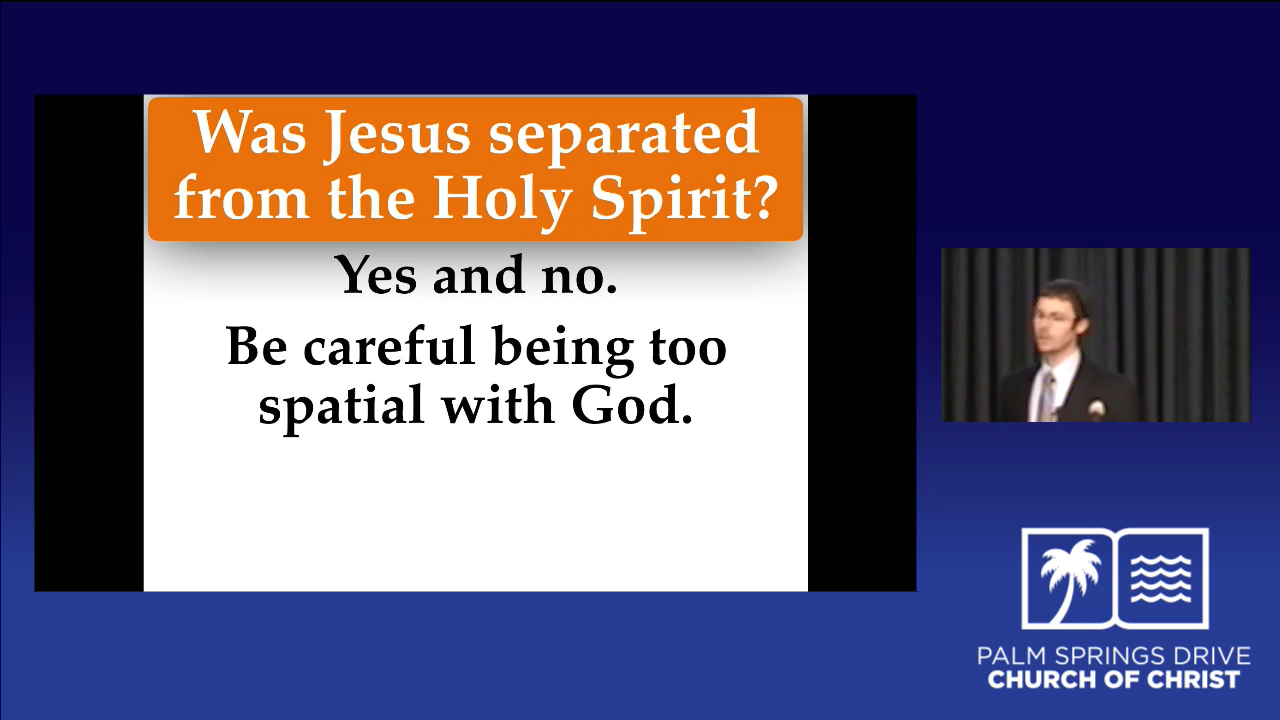 Was Jesus separated
from the Holy Spirit?
Yes and no.
Be careful being too
spatial with God.
PALM SPRINGS DRIVE
CHURCH OF CHRIST